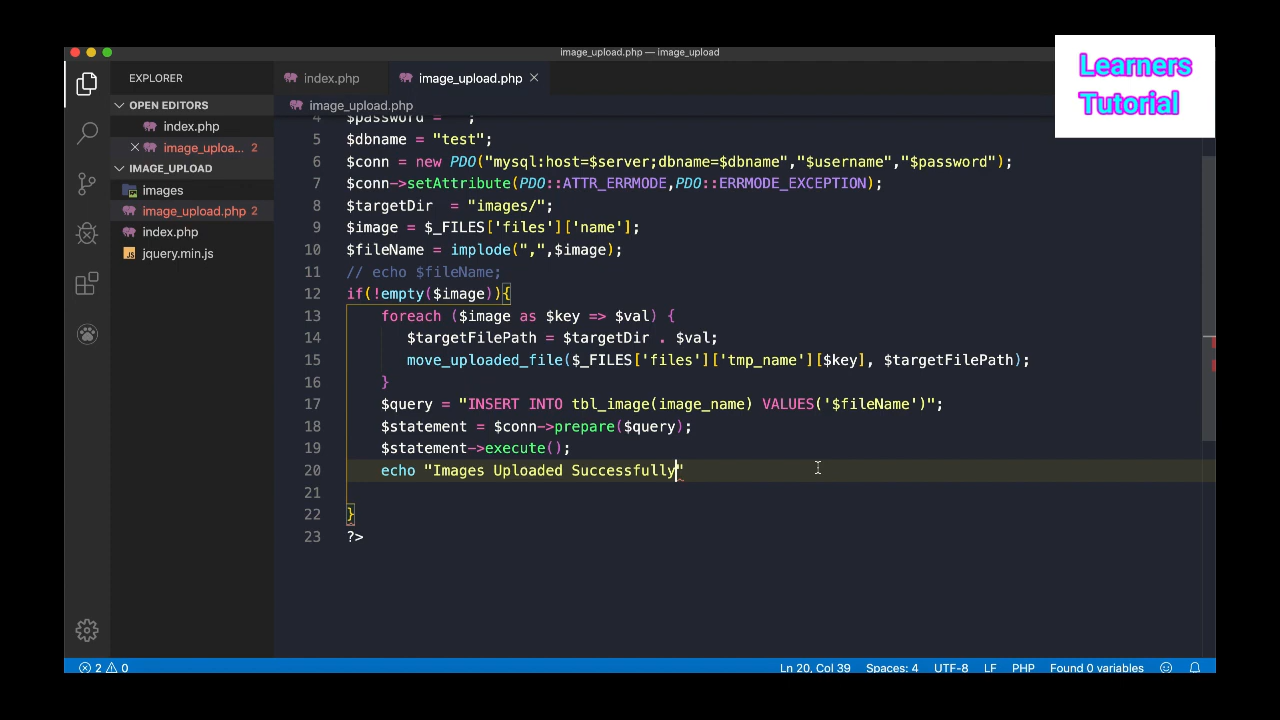 image_upload.php — image_upload
Learners
Tutorial
EXPLORER
OPEN EDITORS
index.php
image_uploa... 2
IMAGE_UPLOAD
images
image_upload.php 2
index.php
jquery.min.js
index.php
image_upload.php
image_upload.php
4 $password = "";
5 $dbname = "test";
6 $conn = new PDO("mysql:host=$server;dbname=$dbname","$username","$password");
7 $conn->setAttribute(PDO::ATTR_ERRMODE,PDO::ERRMODE_EXCEPTION);
8 $targetDir  = "images/";
9 $image = $_FILES['files']['name'];
10 $fileName = implode(",",$image);
11 // echo $fileName;
12 if(!empty($image)){
13 foreach ($image as $key => $val) {
14 $targetFilePath = $targetDir . $val;
15 move_uploaded_file($_FILES['files']['tmp_name'][$key], $targetFilePath);
16 }
17 $query = "INSERT INTO tbl_image(image_name) VALUES('$fileName')";
18 $statement = $conn->prepare($query);
19 $statement->execute();
20 echo "Images Uploaded Successfully"
21
22 }
23 ?>
2 0
Ln 20, Col 39 Spaces: 4 UTF-8 LF PHP Found 0 variables